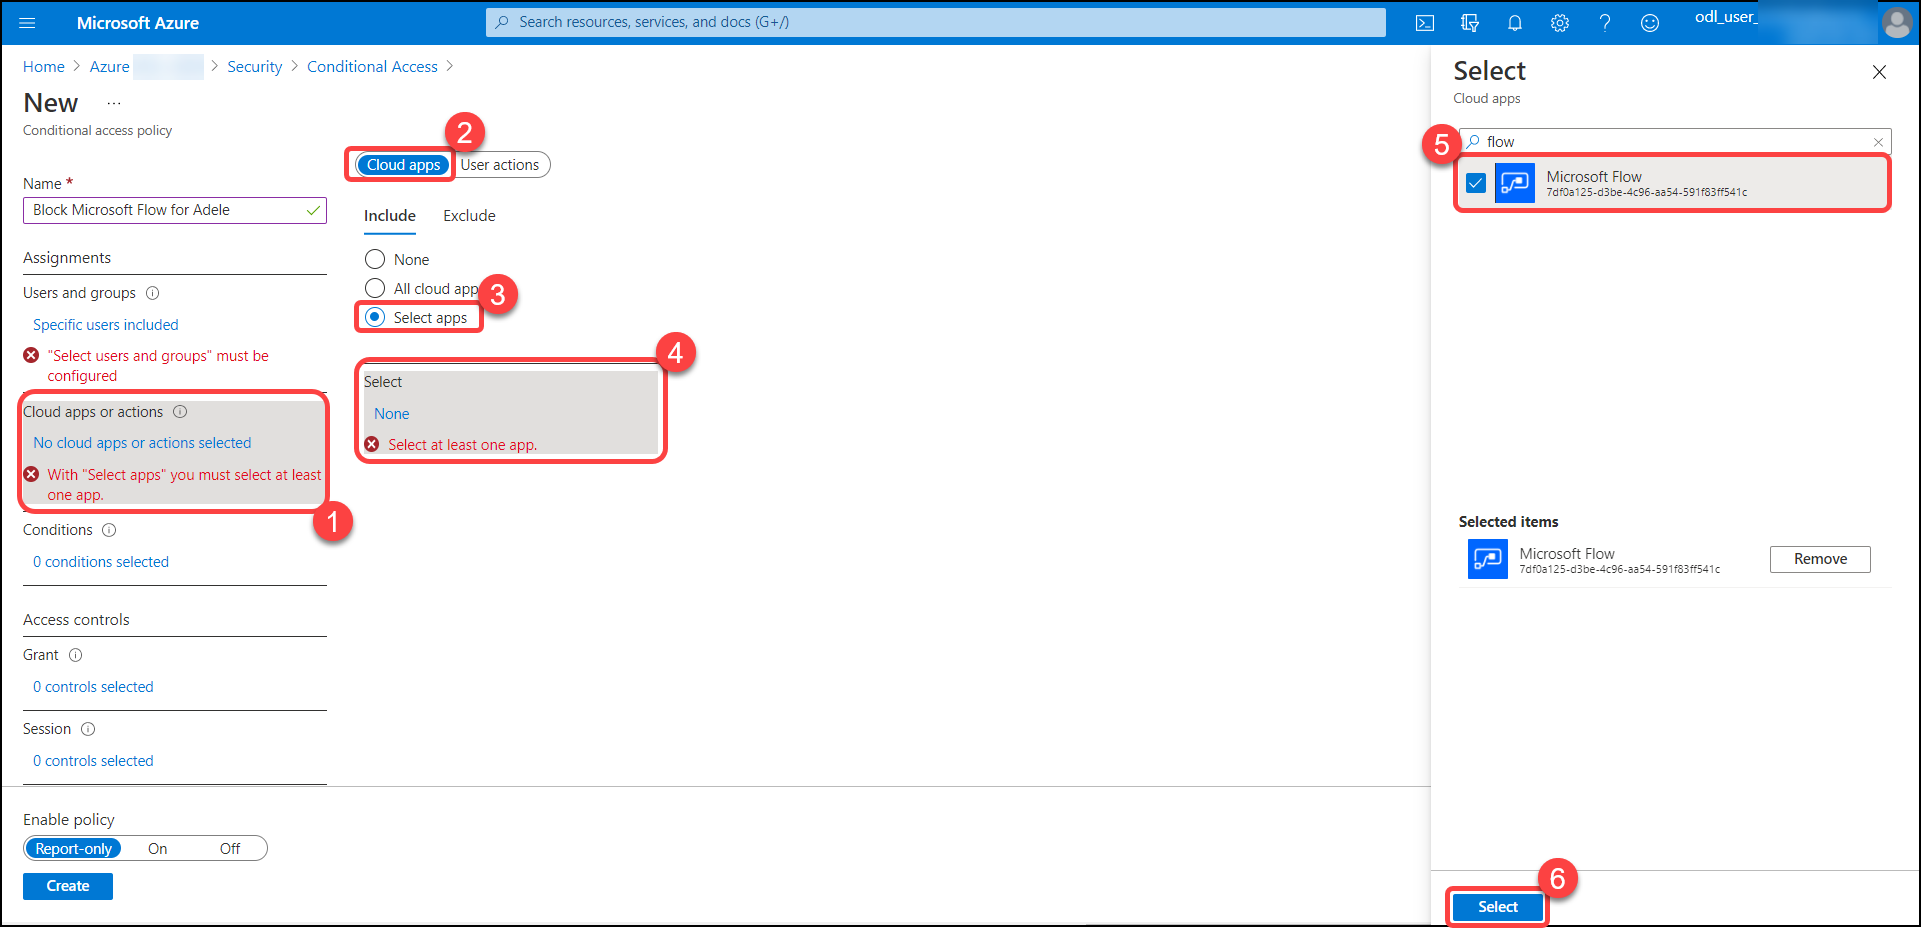 Microsoft Azure
Search resources, services, and docs (G+/)
odl_user_
Home > Azure > Security > Conditional Access >
New ...
Conditional access policy
Name *
Block Microsoft Flow for Adele
Assignments
Users and groups
Specific users included
"Select users and groups" must be
configured
Cloud apps or actions
No cloud apps or actions selected
With "Select apps" you must select at least
one app.
1
Conditions
0 conditions selected
Access controls
Grant
0 controls selected
Session
0 controls selected
Enable policy
Report-only On Off
Create
2
Cloud apps User actions
Include Exclude
None
All cloud app
3
Select apps
4
Select
None
Select at least one app.
Select
Cloud apps
5
flow
Microsoft Flow
7df0a125-d3be-4c96-aa54-591f83ff541c
Selected items
Microsoft Flow
7df0a125-d3be-4c96-aa54-591f83ff541c
Remove
6
Select